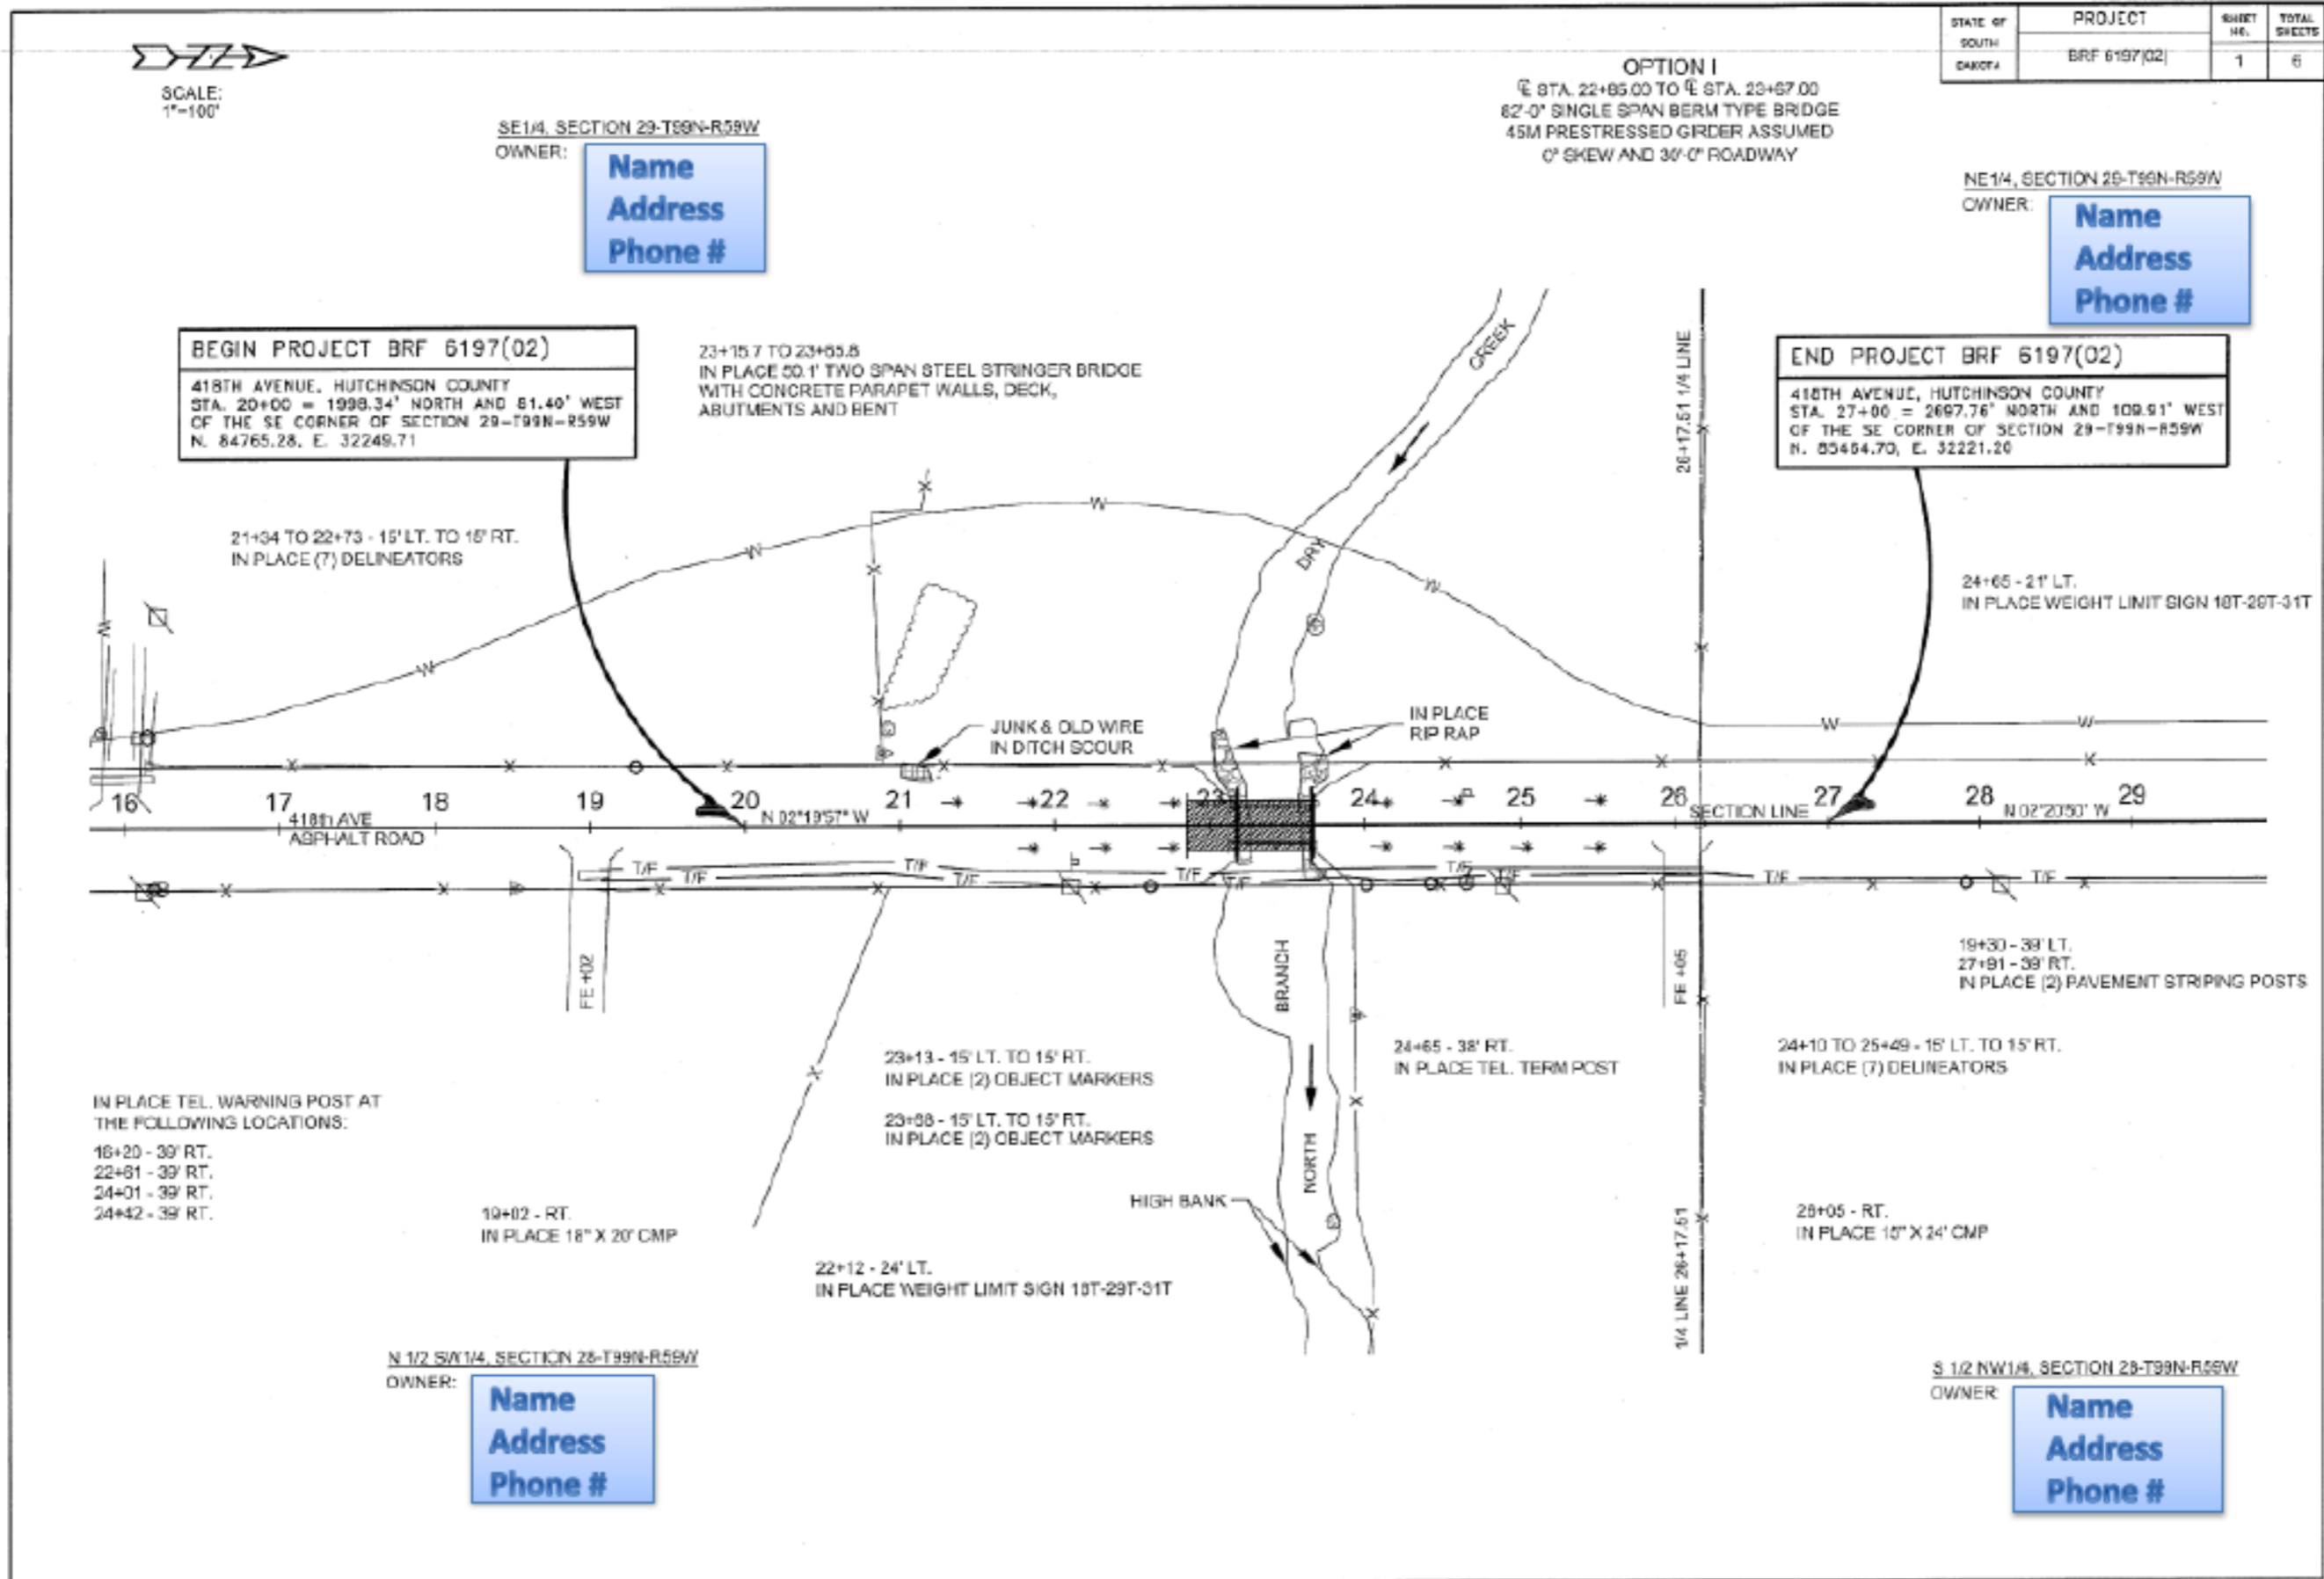 STATE OF SOUTH DAKOTA
PROJECT
BRF 6197(02)
SHEET NO.
1
TOTAL SHEETS
6
SCALE:
1"=100'
OPTION I
℄ STA. 22+85.00 TO ℄ STA. 23+67.00
82'-0" SINGLE SPAN BERM TYPE BRIDGE
45M PRESTRESSED GIRDER ASSUMED
0° SKEW AND 30'-0" ROADWAY
SE1/4, SECTION 29-T99N-R59W
OWNER:
Name
Address
Phone #
NE1/4, SECTION 29-T99N-R59W
OWNER:
Name
Address
Phone #
BEGIN PROJECT BRF 6197(02)
418TH AVENUE, HUTCHINSON COUNTY
STA. 20+00 = 1998.34' NORTH AND 81.40' WEST
OF THE SE CORNER OF SECTION 29-T99N-R59W
N. 84765.28, E. 32249.71
23+15.7 TO 23+65.8
IN PLACE 50.1' TWO SPAN STEEL STRINGER BRIDGE
WITH CONCRETE PARAPET WALLS, DECK,
ABUTMENTS AND BENT
CREEK
26+17.51 1/4 LINE
END PROJECT BRF 6197(02)
418TH AVENUE, HUTCHINSON COUNTY
STA. 27+00 = 2697.76' NORTH AND 109.91' WEST
OF THE SE CORNER OF SECTION 29-T99N-R59W
N. 85464.70, E. 32221.20
21+34 TO 22+73 - 15' LT. TO 15' RT.
IN PLACE (7) DELINEATORS
DRY
24+65 - 21' LT.
IN PLACE WEIGHT LIMIT SIGN 18T-29T-31T
W W W W W W W
JUNK & OLD WIRE
IN DITCH SCOUR
IN PLACE
RIP RAP
16 17 18 19 20 21 22 23 24 25 26 27 28 29
418th AVE
ASPHALT ROAD
N 02°19'57" W
SECTION LINE
N 02°20'50" W
T/F T/F T/F T/F T/F T/F T/F T/F T/F
FE +02
BRANCH
FE +05
19+30 - 39' LT.
27+91 - 39' RT.
IN PLACE (2) PAVEMENT STRIPING POSTS
23+13 - 15' LT. TO 15' RT.
IN PLACE (2) OBJECT MARKERS
23+68 - 15' LT. TO 15' RT.
IN PLACE (2) OBJECT MARKERS
24+65 - 38' RT.
IN PLACE TEL. TERM POST
24+10 TO 25+49 - 15' LT. TO 15' RT.
IN PLACE (7) DELINEATORS
IN PLACE TEL. WARNING POST AT
THE FOLLOWING LOCATIONS:
16+20 - 39' RT.
22+61 - 39' RT.
24+01 - 39' RT.
24+42 - 39' RT.
NORTH
HIGH BANK
19+02 - RT.
IN PLACE 18" X 20' CMP
26+05 - RT.
IN PLACE 15" X 24' CMP
22+12 - 24' LT.
IN PLACE WEIGHT LIMIT SIGN 18T-29T-31T
1/4 LINE 26+17.51
N 1/2 SW1/4, SECTION 28-T99N-R59W
OWNER:
Name
Address
Phone #
S 1/2 NW1/4, SECTION 28-T99N-R59W
OWNER:
Name
Address
Phone #